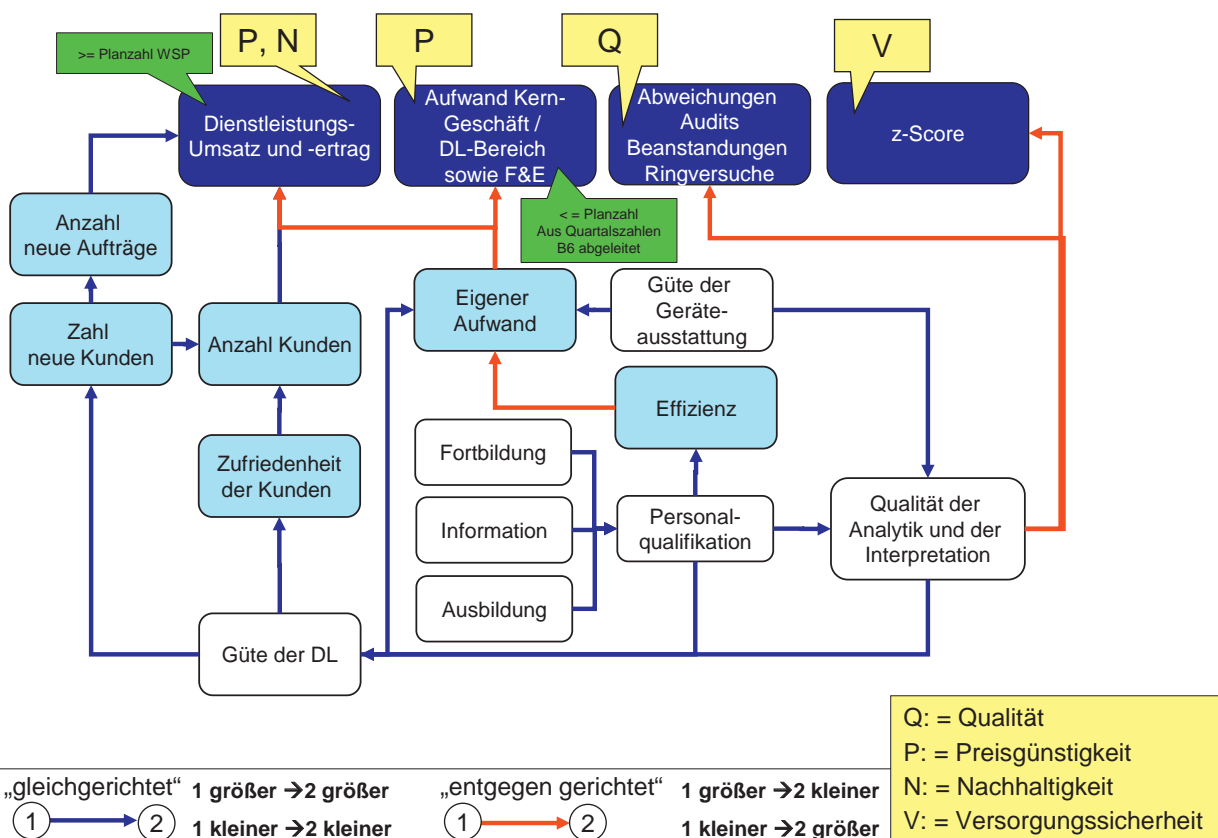 >= Planzahl WSP
P, N
P
Q
V
Dienstleistungs-
Umsatz und -ertrag
Aufwand Kern-
Geschäft /
DL-Bereich
sowie F&E
Abweichungen
Audits
Beanstandungen
Ringversuche
z-Score
< = Planzahl
Aus Quartalszahlen
B6 abgeleitet
Anzahl
neue Aufträge
Zahl
neue Kunden
Anzahl Kunden
Eigener
Aufwand
Güte der
Geräte-
ausstattung
Effizienz
Zufriedenheit
der Kunden
Fortbildung
Information
Ausbildung
Personal-
qualifikation
Qualität der
Analytik und der
Interpretation
Güte der DL
Q: = Qualität
P: = Preisgünstigkeit
N: = Nachhaltigkeit
V: = Versorgungssicherheit
„gleichgerichtet“
1 2
1 größer →2 größer
1 kleiner →2 kleiner
„entgegen gerichtet“
1 2
1 größer →2 kleiner
1 kleiner →2 größer